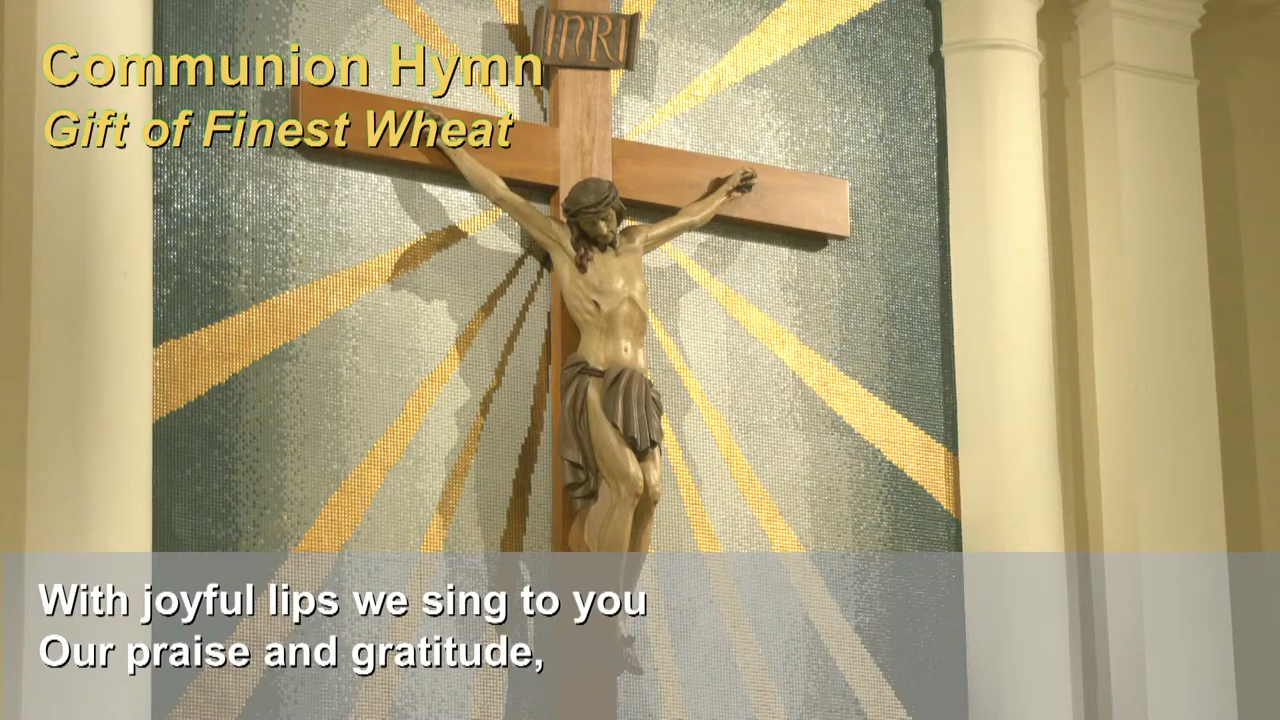 INRI
Communion Hymn
Gift of Finest Wheat
With joyful lips we sing to you
Our praise and gratitude,